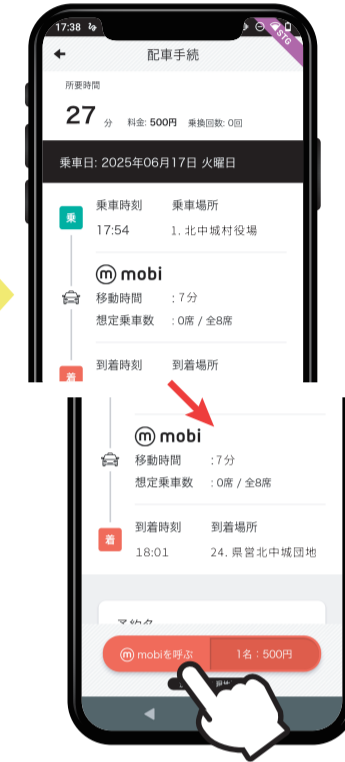 17:38
STG
配車手続
所要時間
27 分 料金: 500円 乗換回数: 0回
乗車日: 2025年06月17日 火曜日
乗車時刻 乗車場所
乗
17:54 1. 北中城村役場
mobi
移動時間 : 7分
想定乗車数 : 0席 / 全8席
到着時刻 到着場所
着
mobi
移動時間 : 7分
想定乗車数 : 0席 / 全8席
到着時刻 到着場所
着
18:01 24. 県営北中城団地
予約名
mobiを呼ぶ 1名：500円